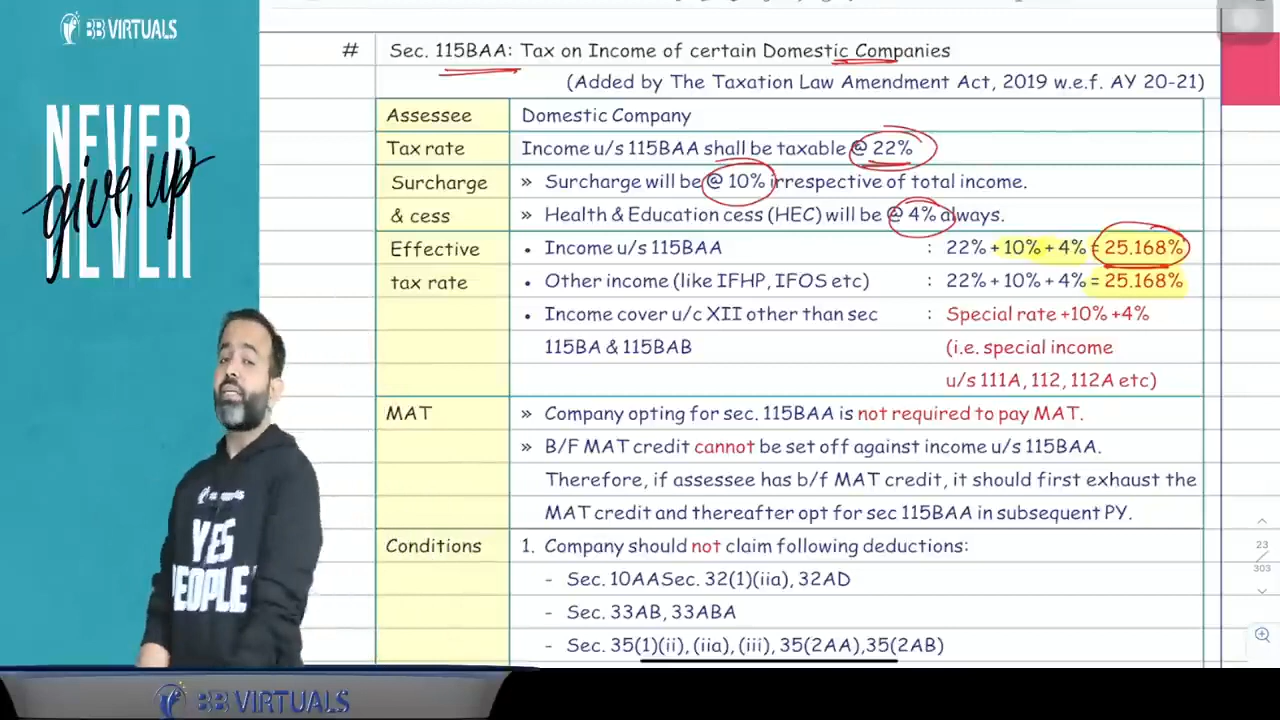 BB VIRTUALS
NEVER
give up
NEVER
# Sec. 115BAA: Tax on Income of certain Domestic Companies
(Added by The Taxation Law Amendment Act, 2019 w.e.f. AY 20-21)
Assessee Domestic Company
Tax rate Income u/s 115BAA shall be taxable @ 22%
Surcharge » Surcharge will be @ 10% irrespective of total income.
& cess » Health & Education cess (HEC) will be @ 4% always.
Effective • Income u/s 115BAA : 22% + 10% + 4% = 25.168%
tax rate • Other income (like IFHP, IFOS etc) : 22% + 10% + 4% = 25.168%
• Income cover u/c XII other than sec : Special rate +10% +4%
115BA & 115BAB (i.e. special income
u/s 111A, 112, 112A etc)
MAT » Company opting for sec. 115BAA is not required to pay MAT.
» B/F MAT credit cannot be set off against income u/s 115BAA.
Therefore, if assessee has b/f MAT credit, it should first exhaust the
MAT credit and thereafter opt for sec 115BAA in subsequent PY.
Conditions 1. Company should not claim following deductions:
- Sec. 10AASec. 32(1)(iia), 32AD
- Sec. 33AB, 33ABA
- Sec. 35(1)(ii), (iia), (iii), 35(2AA),35(2AB)
23
303
YES
PEOPLE
BB VIRTUALS